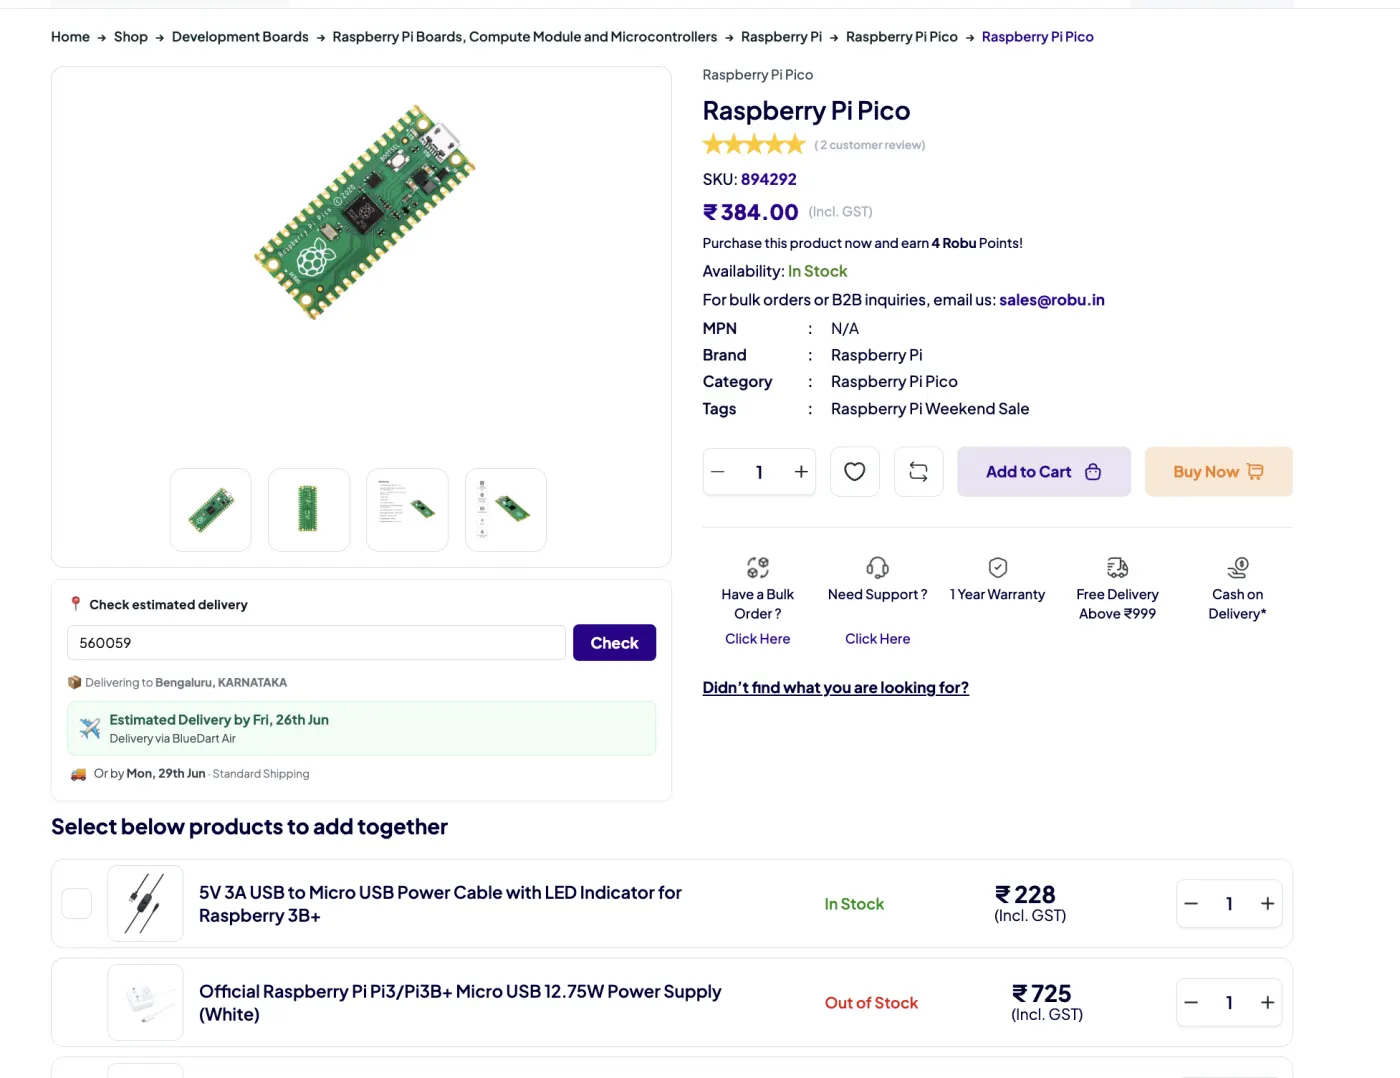 Home → Shop → Development Boards → Raspberry Pi Boards, Compute Module and Microcontrollers → Raspberry Pi → Raspberry Pi Pico → Raspberry Pi Pico
Raspberry Pi Pico
Raspberry Pi Pico
( 2 customer review)
SKU: 894292
₹ 384.00 (Incl. GST)
Purchase this product now and earn 4 Robu Points!
Availability: In Stock
For bulk orders or B2B inquiries, email us: sales@robu.in
MPN : N/A
Brand : Raspberry Pi
Category : Raspberry Pi Pico
Tags : Raspberry Pi Weekend Sale
− 1 +
Add to Cart
Buy Now
Have a Bulk
Order ?
Click Here
Need Support ?
Click Here
1 Year Warranty
Free Delivery
Above ₹999
Cash on
Delivery*
Didn’t find what you are looking for?
Raspberry Pi Pico © 2020
BOOTSEL
Check estimated delivery
560059
Check
Delivering to Bengaluru, KARNATAKA
Estimated Delivery by Fri, 26th Jun
Delivery via BlueDart Air
Or by Mon, 29th Jun · Standard Shipping
Select below products to add together
5V 3A USB to Micro USB Power Cable with LED Indicator for
Raspberry 3B+
In Stock
₹ 228
(Incl. GST)
− 1 +
Official Raspberry Pi Pi3/Pi3B+ Micro USB 12.75W Power Supply
(White)
Out of Stock
₹ 725
(Incl. GST)
− 1 +